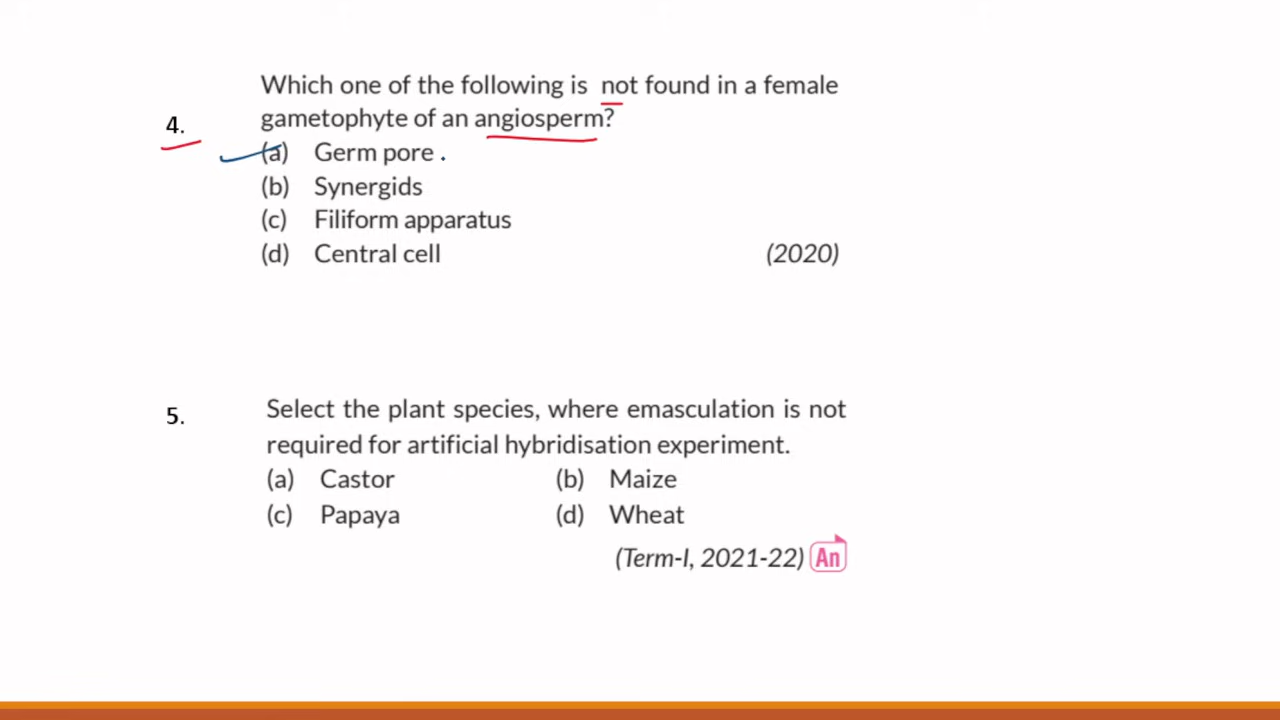 Which one of the following is not found in a female
4. gametophyte of an angiosperm?
(a) Germ pore .
(b) Synergids
(c) Filiform apparatus
(d) Central cell (2020)
5. Select the plant species, where emasculation is not
required for artificial hybridisation experiment.
(a) Castor (b) Maize
(c) Papaya (d) Wheat
(Term-I, 2021-22) An